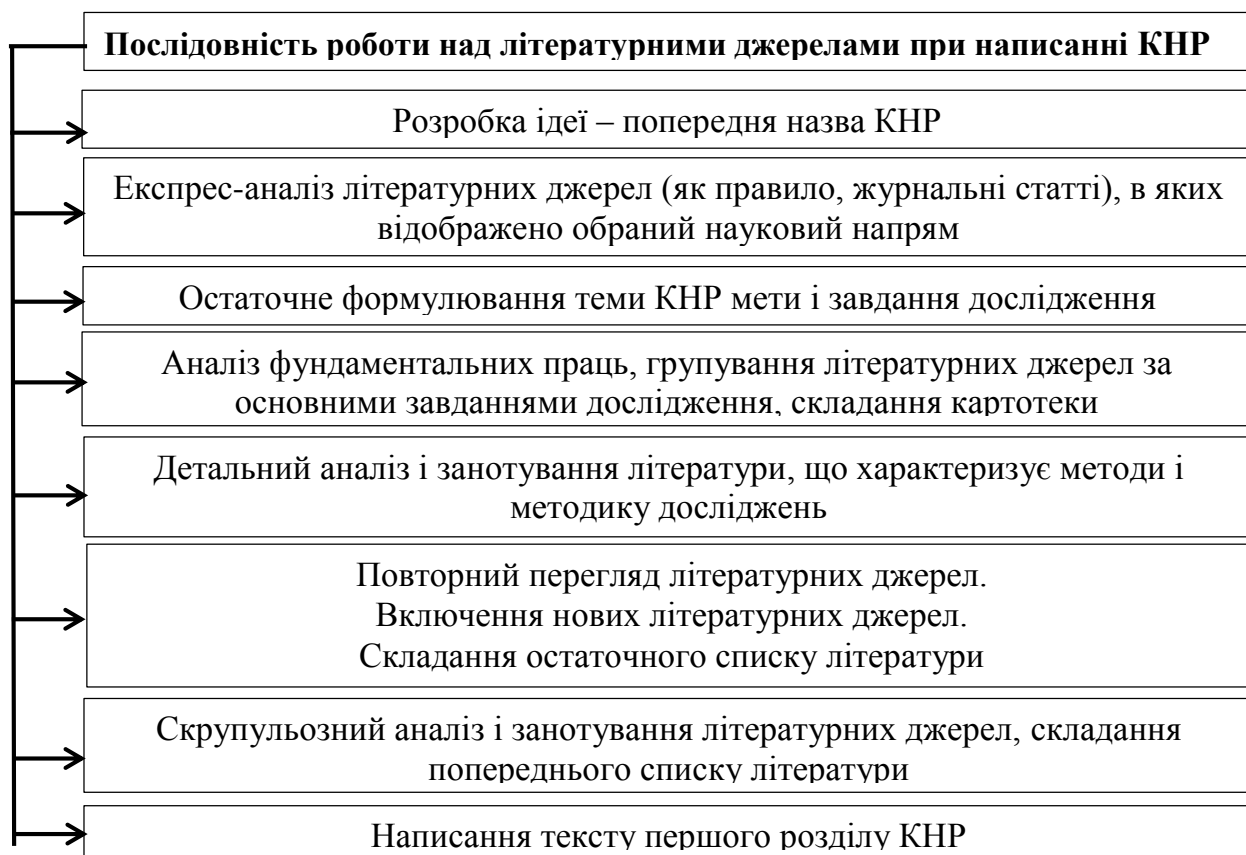 Послідовність роботи над літературними джерелами при написанні КНР
Розробка ідеї – попередня назва КНР
Експрес-аналіз літературних джерел (як правило, журнальні статті), в яких
відображено обраний науковий напрям
Остаточне формулювання теми КНР мети і завдання дослідження
Аналіз фундаментальних праць, групування літературних джерел за
основними завданнями дослідження, складання картотеки
Детальний аналіз і занотування літератури, що характеризує методи і
методику досліджень
Повторний перегляд літературних джерел.
Включення нових літературних джерел.
Складання остаточного списку літератури
Скрупульозний аналіз і занотування літературних джерел, складання
попереднього списку літератури
Написання тексту першого розділу КНР